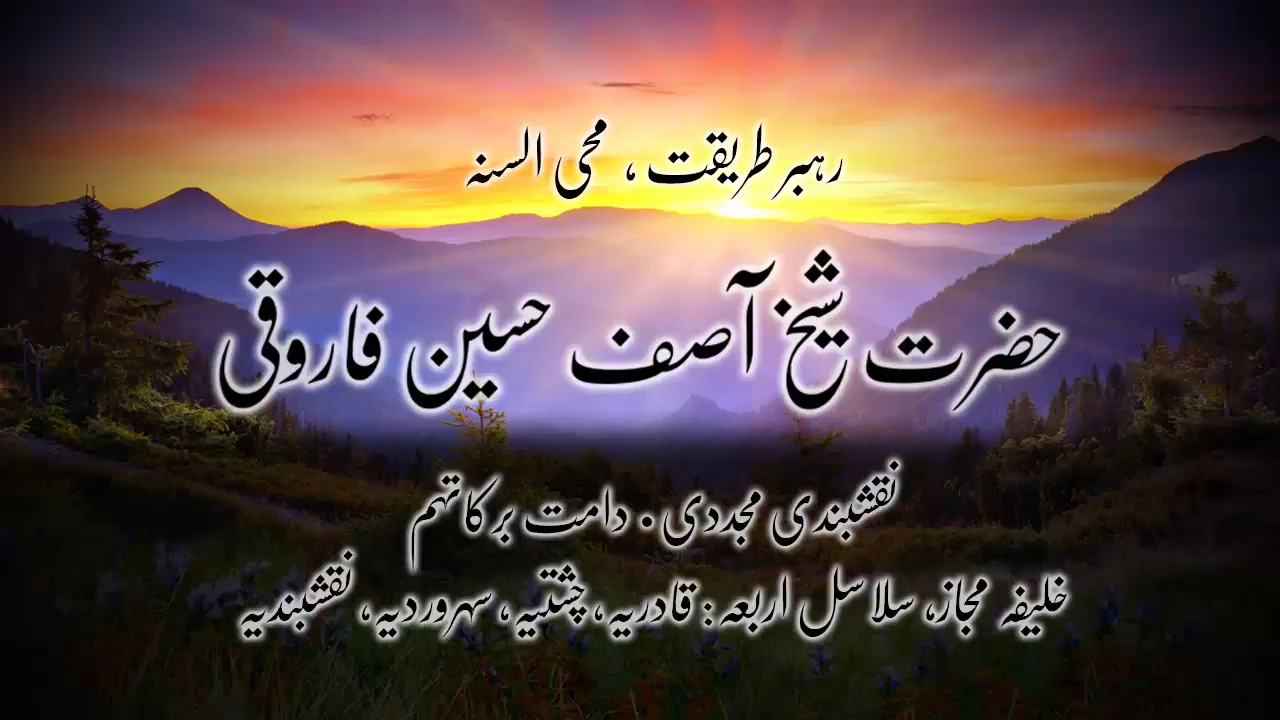 رہبر طریقت ، محی السنہ
حضرت شیخ آصف حسین فاروقی
نقشبندی مجددی • دامت برکاتہم
خلیفہ مجاز، سلاسل اربعہ: قادریہ، چشتیہ، سہروردیہ، نقشبندیہ